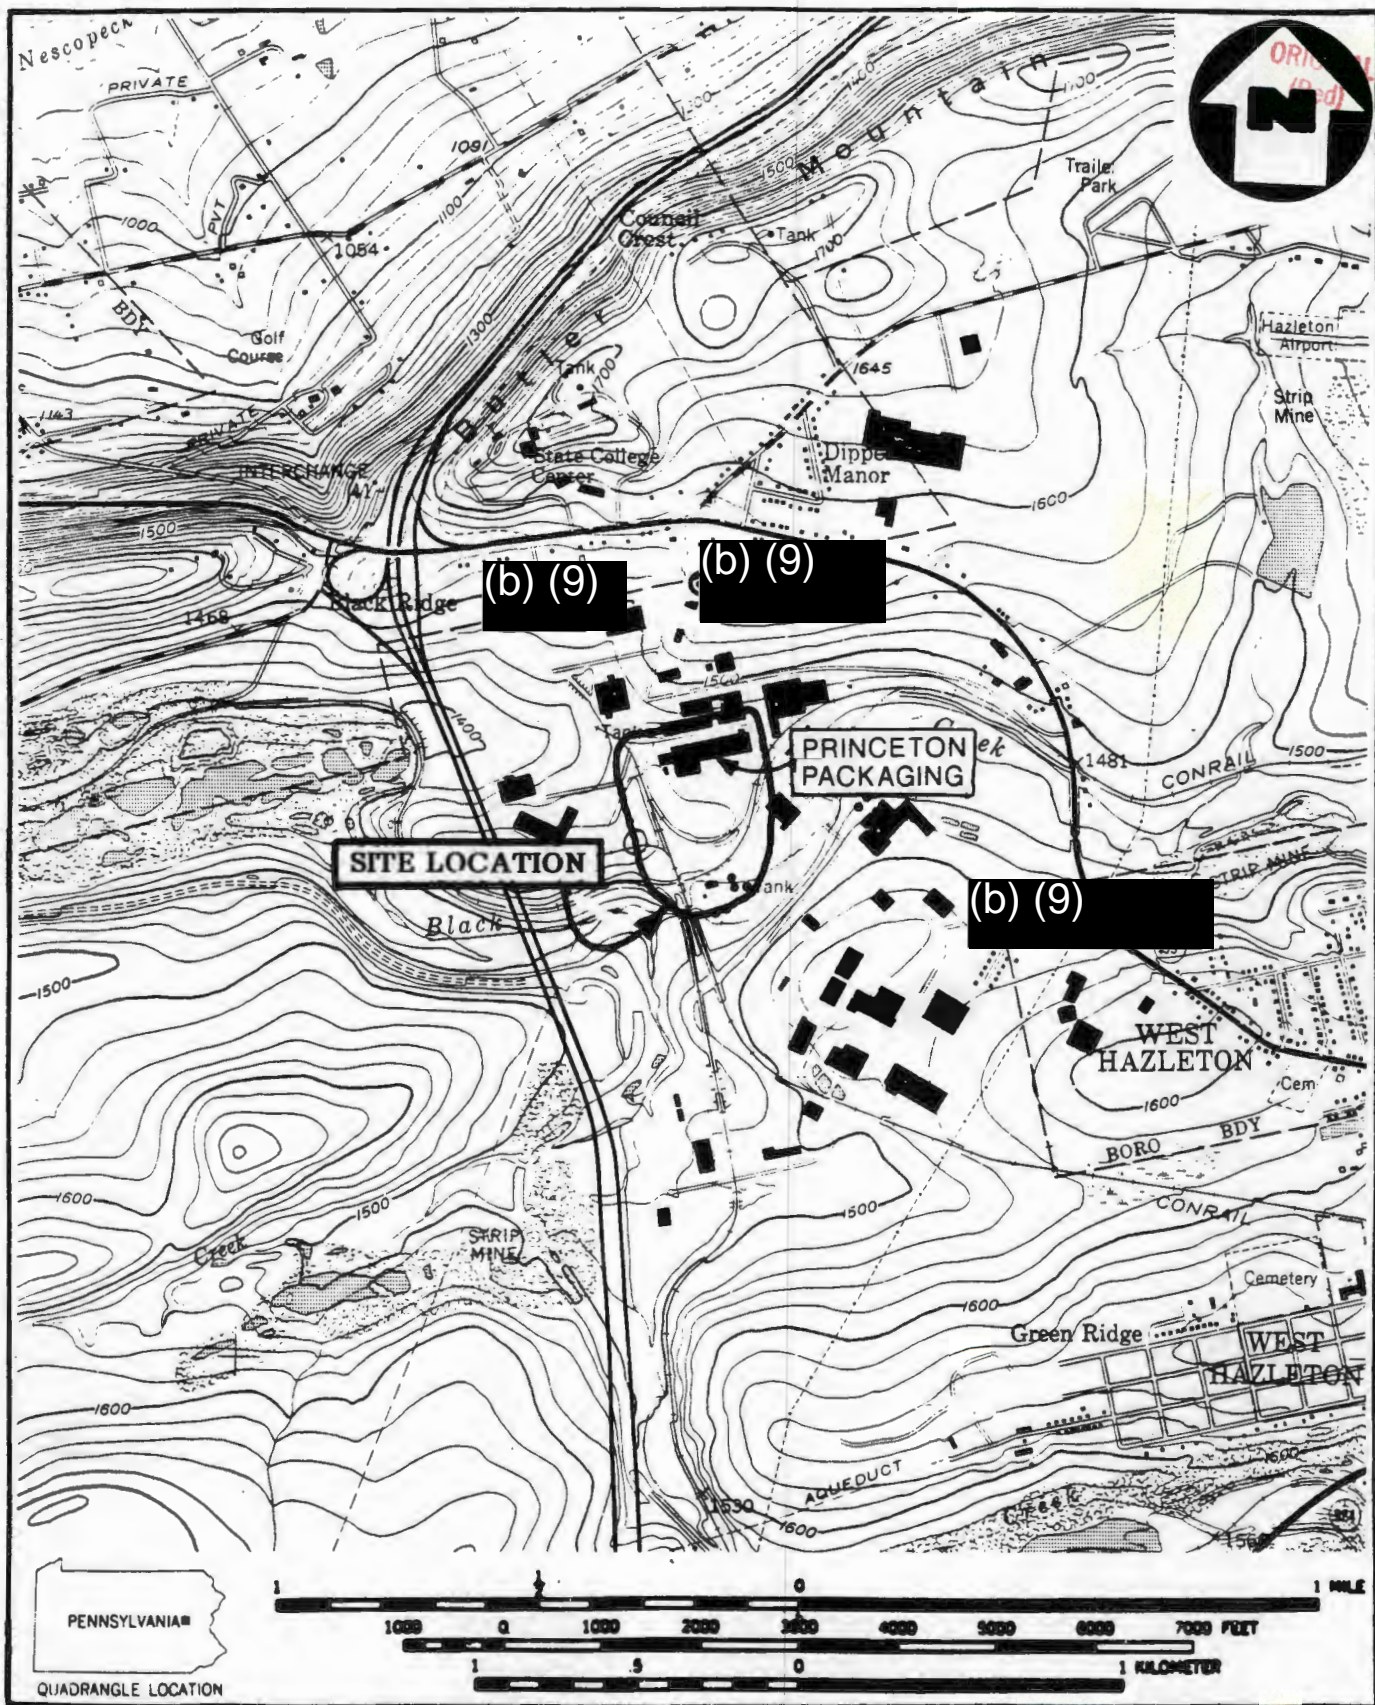 Nescopeck
PRIVATE
1091
1100
1000
PVT
1054
BDY
Golf
Course
1300
1143
PRIVATE
INTERCHANGE
41
1500
Butler Mountain
1400
1700
1500
Council
Crest
Tank
1700
Trailer
Park
N
Hazleton
Airport
Strip
Mine
1645
Tank
1700
State College
Center
Manor
1600
(b) (9)
(b) (9)
Black Ridge
1468
1400
1500
PRINCETON
PACKAGING
1481
CONRAIL
1500
SITE LOCATION
Tank
Black
STRIP MINE
(b) (9)
1500
WEST
HAZLETON
1600
Cem
BORO BDY
1600
1500
Creek
STRIP
MINE
1500
CONRAIL
Cemetery
1600
Green Ridge
WEST
HAZLETON
1600
1600
AQUEDUCT
1530
1600
Creek
PENNSYLVANIA
QUADRANGLE LOCATION
1 ½ 0 1 MILE
1000 0 1000 2000 3000 4000 5000 6000 7000 FEET
1 .5 0 1 KILOMETER